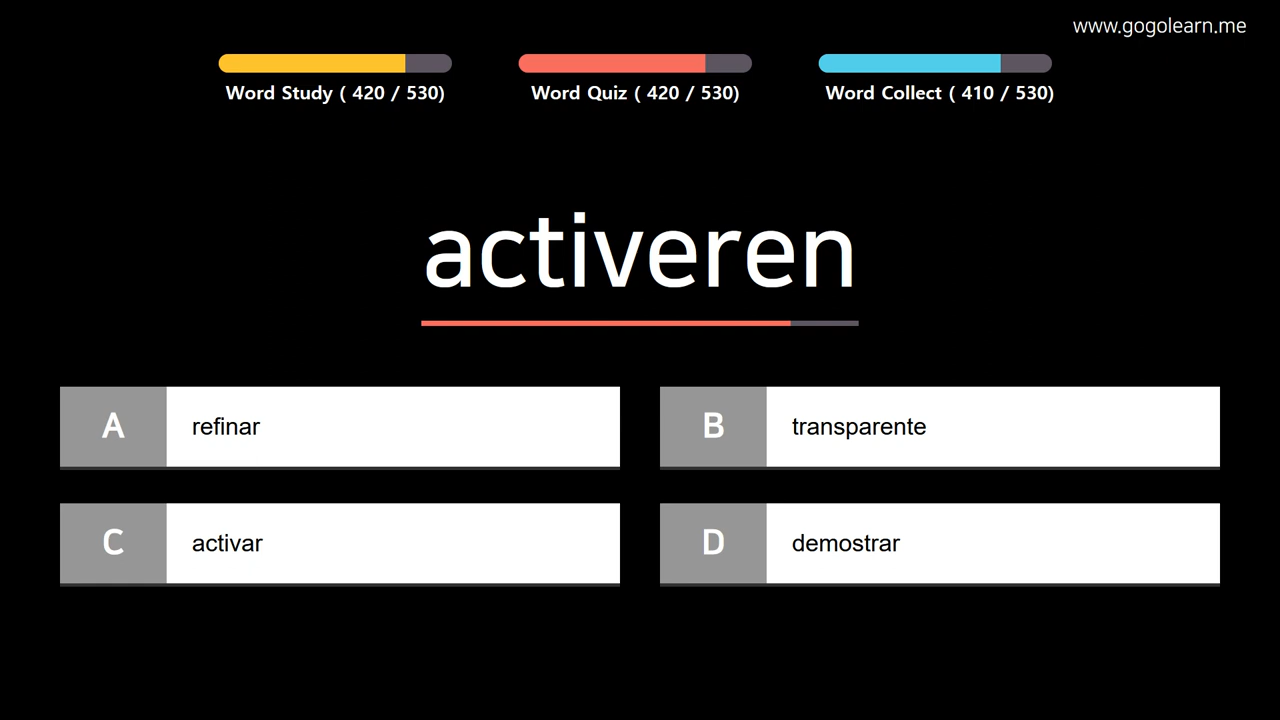 www.gogolearn.me
Word Study ( 420 / 530)
Word Quiz ( 420 / 530)
Word Collect ( 410 / 530)
activeren
A
refinar
B
transparente
C
activar
D
demostrar